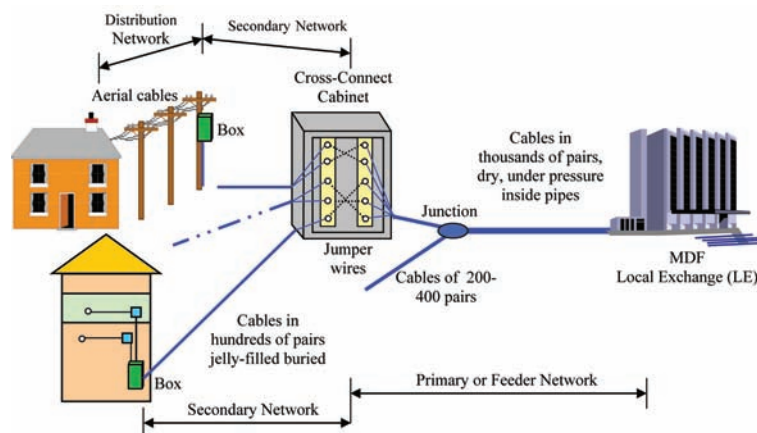 Distribution
Network
Secondary Network
Cross-Connect
Cabinet
Aerial cables
Box
Cables in
thousands of pairs,
dry, under pressure
inside pipes
Junction
Jumper
wires
MDF
Local Exchange (LE)
Cables of 200-
400 pairs
Cables in
hundreds of pairs
jelly-filled buried
Box
Primary or Feeder Network
Secondary Network